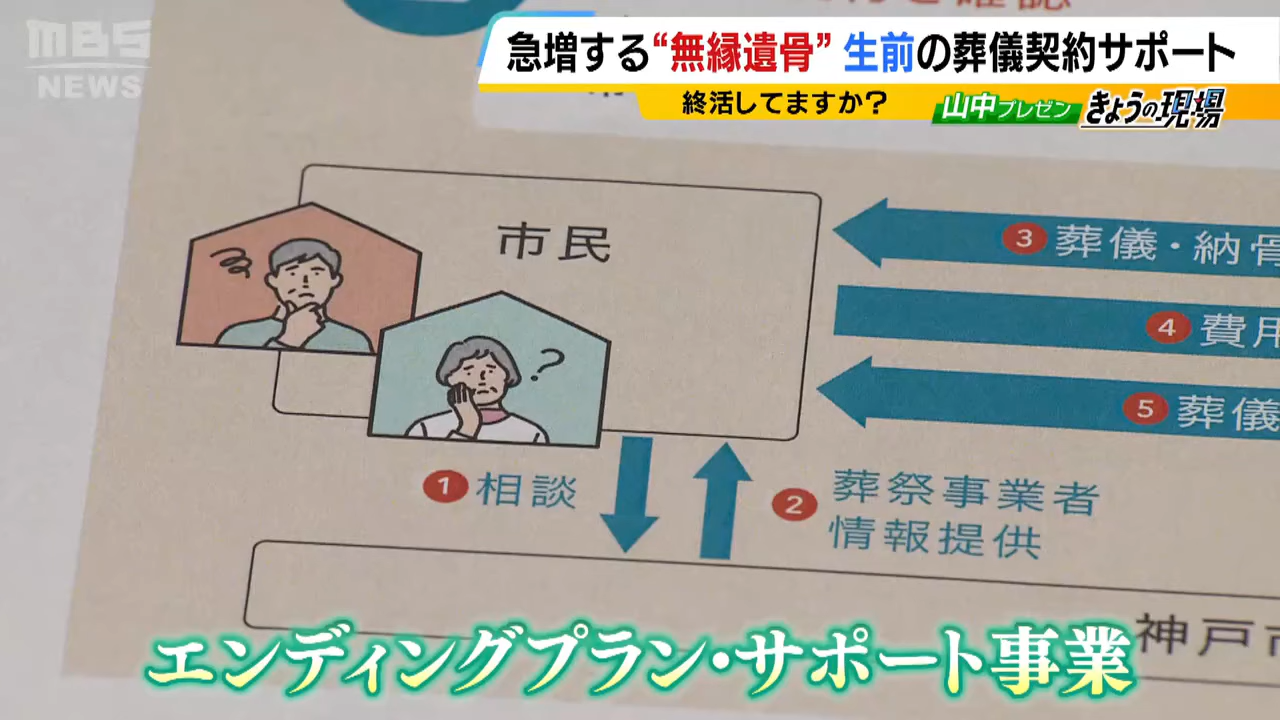 MBS
NEWS
急増する“無縁遺骨” 生前の葬儀契約サポート
終活してますか?
山中プレゼン きょうの現場
市民
3 葬儀・納骨
4 費用
5 葬儀
1 相談
2 葬祭事業者
情報提供
神戸市
エンディングプラン・サポート事業